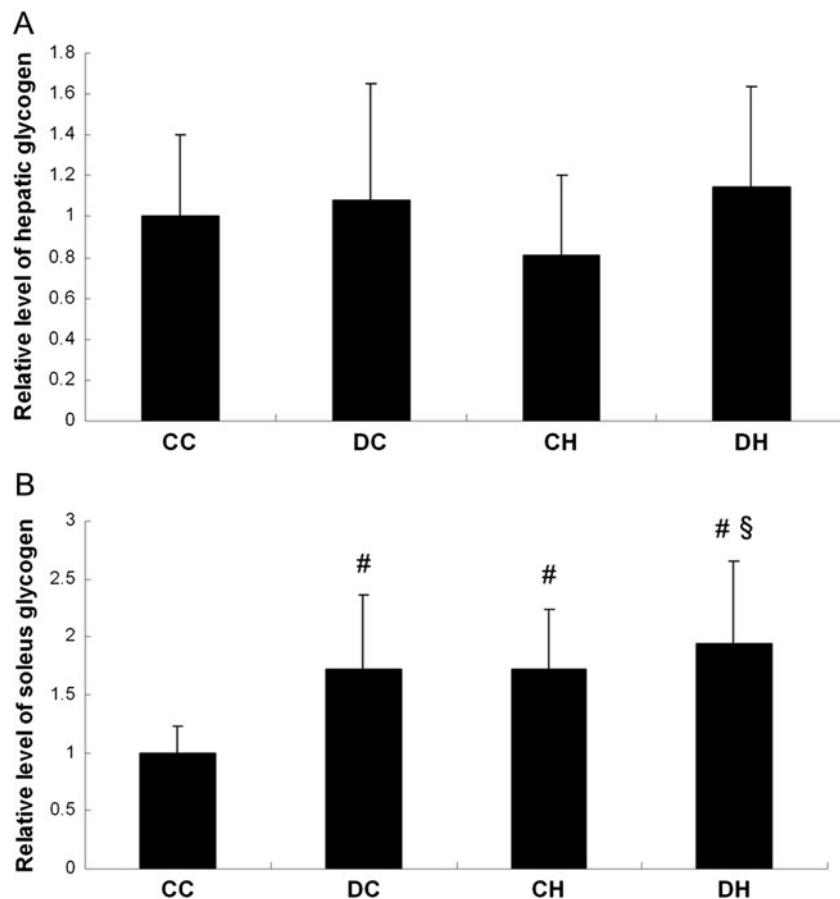 A
Relative level of hepatic glycogen
1.8
1.6
1.4
1.2
1
0.8
0.6
0.4
0.2
0
CC DC CH DH
B
Relative level of soleus glycogen
3
2.5
2
1.5
1
0.5
0
# # # §
CC DC CH DH